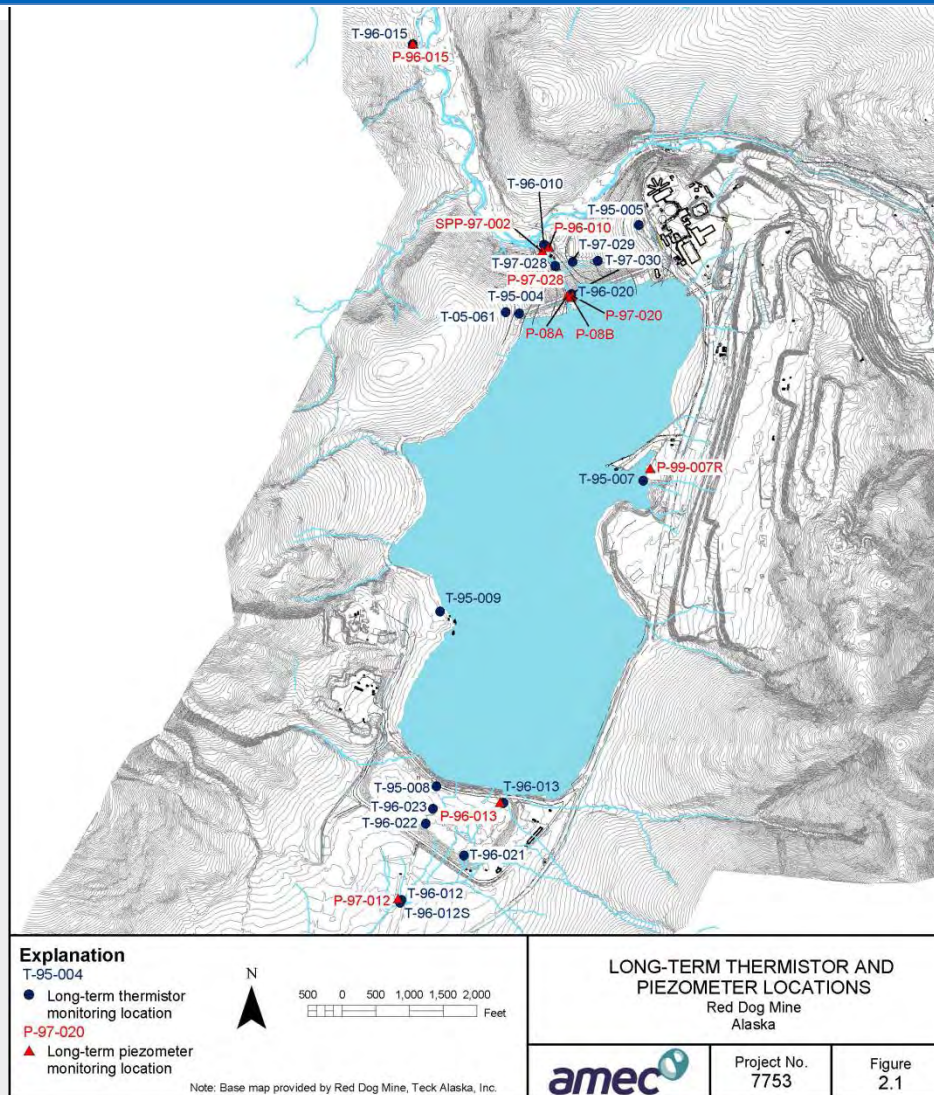 T-96-015
P-96-015
T-96-010
T-95-005
SPP-97-002
P-96-010
T-97-029
T-97-028
T-97-030
P-97-028
T-96-020
T-95-004
P-97-020
T-05-061
P-08A
P-08B
P-99-007R
T-95-007
T-95-009
T-95-008
T-96-013
T-96-023
P-96-013
T-96-022
T-96-021
T-96-012
P-97-012
T-96-012S
Explanation
T-95-004
Long-term thermistor
monitoring location
P-97-020
Long-term piezometer
monitoring location
N
500 0 500 1,000 1,500 2,000
Feet
Note: Base map provided by Red Dog Mine, Teck Alaska, Inc.
LONG-TERM THERMISTOR AND
PIEZOMETER LOCATIONS
Red Dog Mine
Alaska
amec
Project No.
7753
Figure
2.1